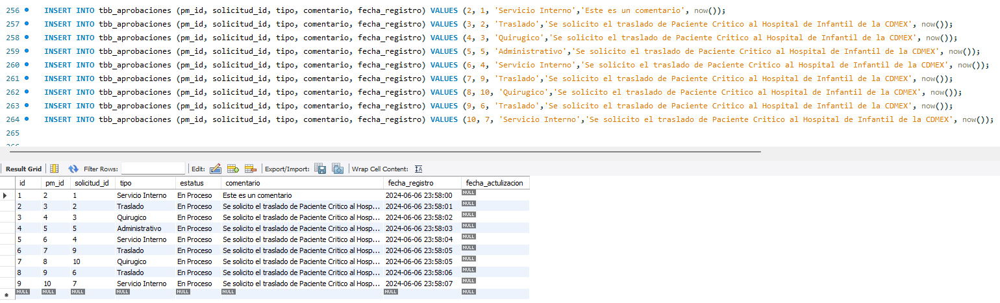 256 INSERT INTO tbb_aprobaciones (pm_id, solicitud_id, tipo, comentario, fecha_registro) VALUES (2, 1, 'Servicio Interno','Este es un comentario', now());
257 INSERT INTO tbb_aprobaciones (pm_id, solicitud_id, tipo, comentario, fecha_registro) VALUES (3, 2, 'Traslado','Se solicito el traslado de Paciente Critico al Hospital de Infantil de la CDMEX', now());
258 INSERT INTO tbb_aprobaciones (pm_id, solicitud_id, tipo, comentario, fecha_registro) VALUES (4, 3, 'Quirugico','Se solicito el traslado de Paciente Critico al Hospital de Infantil de la CDMEX', now());
259 INSERT INTO tbb_aprobaciones (pm_id, solicitud_id, tipo, comentario, fecha_registro) VALUES (5, 5, 'Administrativo','Se solicito el traslado de Paciente Critico al Hospital de Infantil de la CDMEX', now());
260 INSERT INTO tbb_aprobaciones (pm_id, solicitud_id, tipo, comentario, fecha_registro) VALUES (6, 4, 'Servicio Interno','Se solicito el traslado de Paciente Critico al Hospital de Infantil de la CDMEX', now());
261 INSERT INTO tbb_aprobaciones (pm_id, solicitud_id, tipo, comentario, fecha_registro) VALUES (7, 9, 'Traslado','Se solicito el traslado de Paciente Critico al Hospital de Infantil de la CDMEX', now());
262 INSERT INTO tbb_aprobaciones (pm_id, solicitud_id, tipo, comentario, fecha_registro) VALUES (8, 10, 'Quirugico','Se solicito el traslado de Paciente Critico al Hospital de Infantil de la CDMEX', now());
263 INSERT INTO tbb_aprobaciones (pm_id, solicitud_id, tipo, comentario, fecha_registro) VALUES (9, 6, 'Traslado','Se solicito el traslado de Paciente Critico al Hospital de Infantil de la CDMEX', now());
264 INSERT INTO tbb_aprobaciones (pm_id, solicitud_id, tipo, comentario, fecha_registro) VALUES (10, 7, 'Servicio Interno','Se solicito el traslado de Paciente Critico al Hospital de Infantil de la CDMEX', now());
265
Result Grid Filter Rows: Edit: Export/Import: Wrap Cell Content: IA
id pm_id solicitud_id tipo estatus comentario fecha_registro fecha_actulizacion
1 2 1 Servicio Interno En Proceso Este es un comentario 2024-06-06 23:58:00 NULL
2 3 2 Traslado En Proceso Se solicito el traslado de Paciente Critico al Hosp... 2024-06-06 23:58:01 NULL
3 4 3 Quirugico En Proceso Se solicito el traslado de Paciente Critico al Hosp... 2024-06-06 23:58:02 NULL
4 5 5 Administrativo En Proceso Se solicito el traslado de Paciente Critico al Hosp... 2024-06-06 23:58:03 NULL
5 6 4 Servicio Interno En Proceso Se solicito el traslado de Paciente Critico al Hosp... 2024-06-06 23:58:04 NULL
6 7 9 Traslado En Proceso Se solicito el traslado de Paciente Critico al Hosp... 2024-06-06 23:58:05 NULL
7 8 10 Quirugico En Proceso Se solicito el traslado de Paciente Critico al Hosp... 2024-06-06 23:58:05 NULL
8 9 6 Traslado En Proceso Se solicito el traslado de Paciente Critico al Hosp... 2024-06-06 23:58:06 NULL
9 10 7 Servicio Interno En Proceso Se solicito el traslado de Paciente Critico al Hosp... 2024-06-06 23:58:07 NULL
NULL NULL NULL NULL NULL NULL NULL NULL